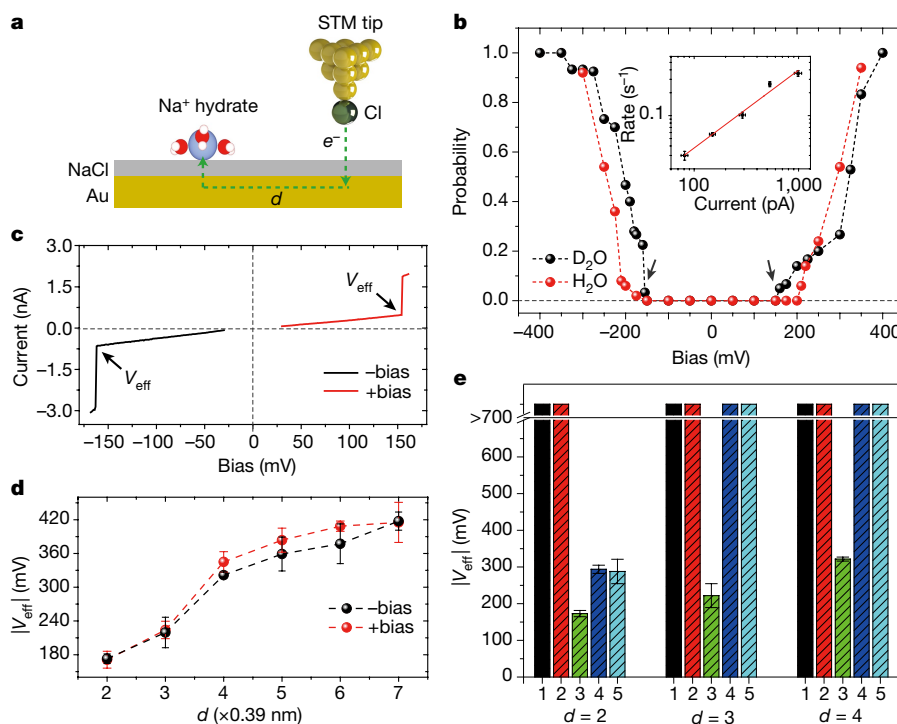 a
STM tip
Na⁺ hydrate
Cl
e⁻
NaCl
Au
d
b
Probability
1.0
0.8
0.6
0.4
0.2
0.0
Rate (s⁻¹)
0.1
100
1,000
Current (pA)
D₂O
H₂O
−400
−200
0
200
400
Bias (mV)
c
Current (nA)
3.0
1.5
0.0
−1.5
−3.0
V_eff
V_eff
−bias
+bias
−150
−100
−50
0
50
100
150
Bias (mV)
d
|V_eff| (mV)
420
360
300
240
180
−bias
+bias
2
3
4
5
6
7
d (×0.39 nm)
e
|V_eff| (mV)
>700
600
500
400
300
200
100
0
1 2 3 4 5
1 2 3 4 5
1 2 3 4 5
d = 2
d = 3
d = 4